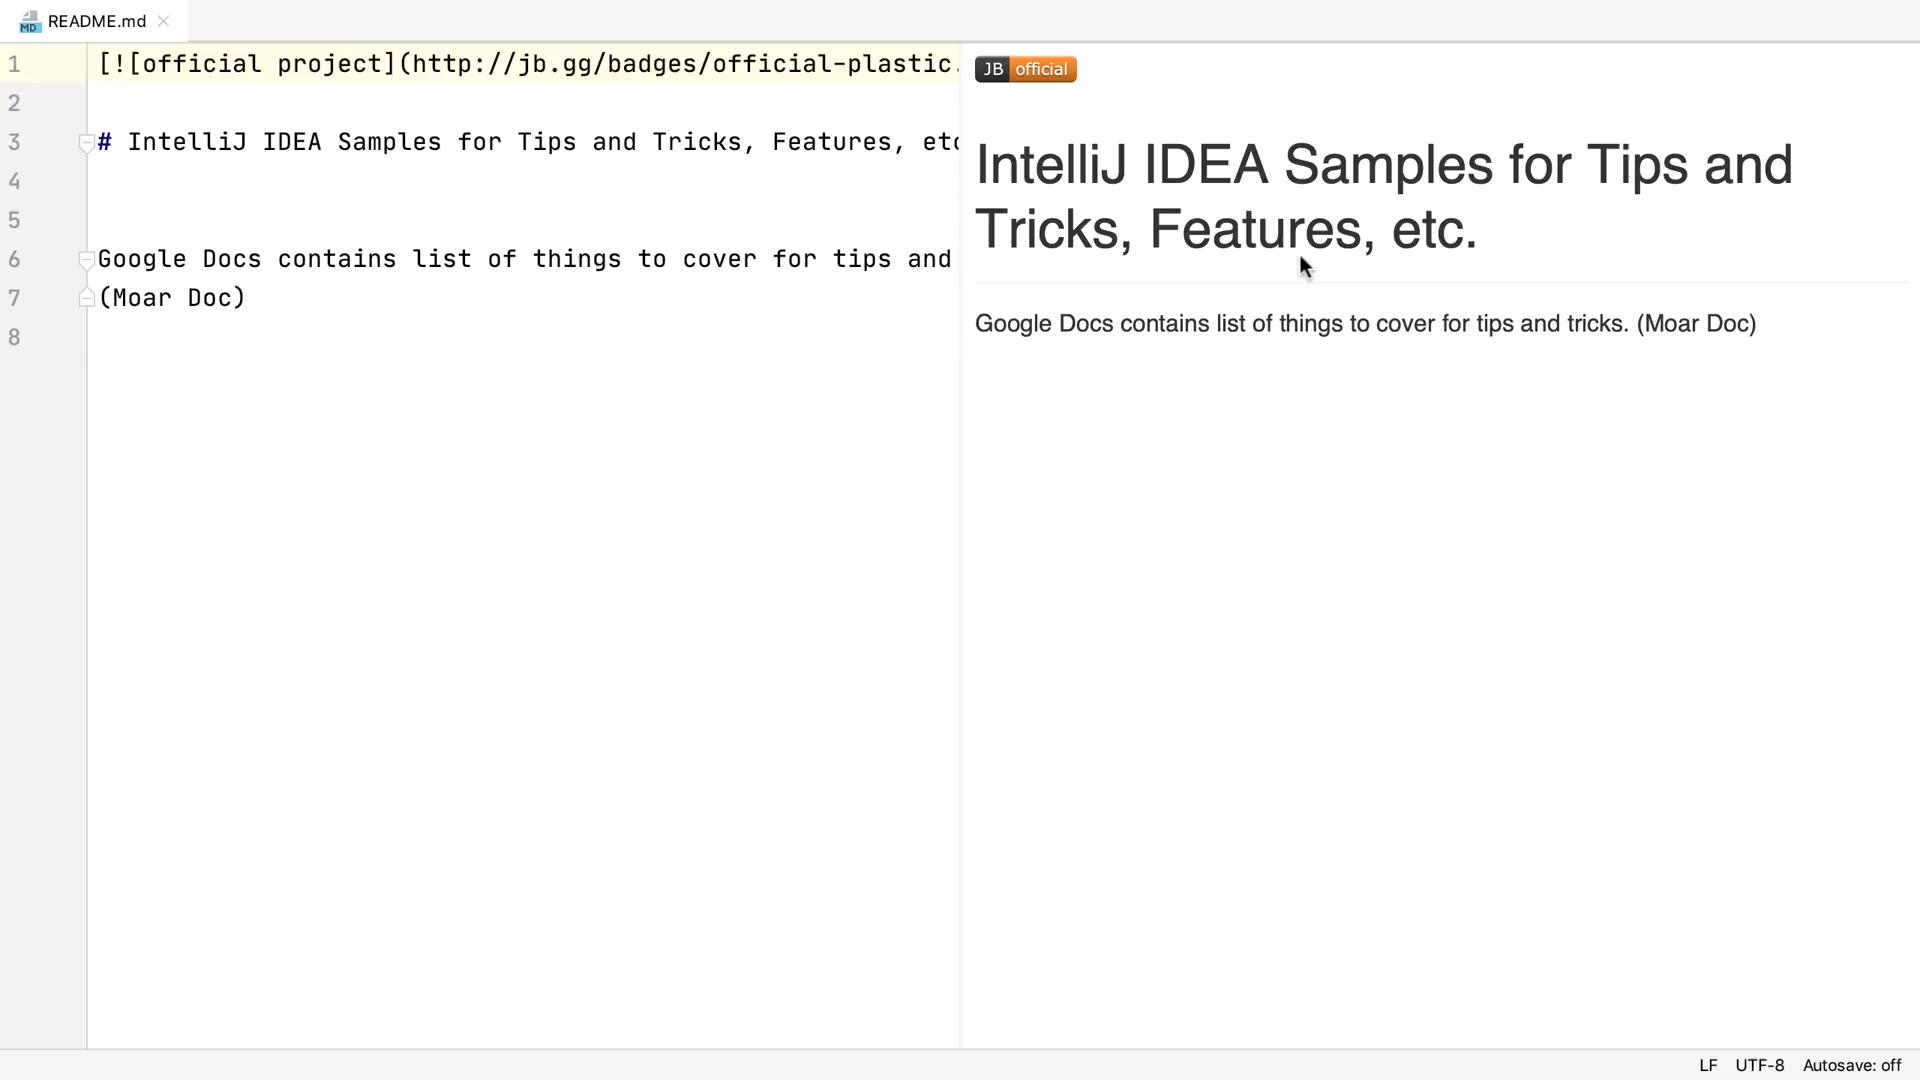 MD README.md
1 [![official project](http://jb.gg/badges/official-plastic.
2
3 # IntelliJ IDEA Samples for Tips and Tricks, Features, etc
4
5
6 Google Docs contains list of things to cover for tips and
7 (Moar Doc)
8
JB official
IntelliJ IDEA Samples for Tips and
Tricks, Features, etc.
Google Docs contains list of things to cover for tips and tricks. (Moar Doc)
LF UTF-8 Autosave: off